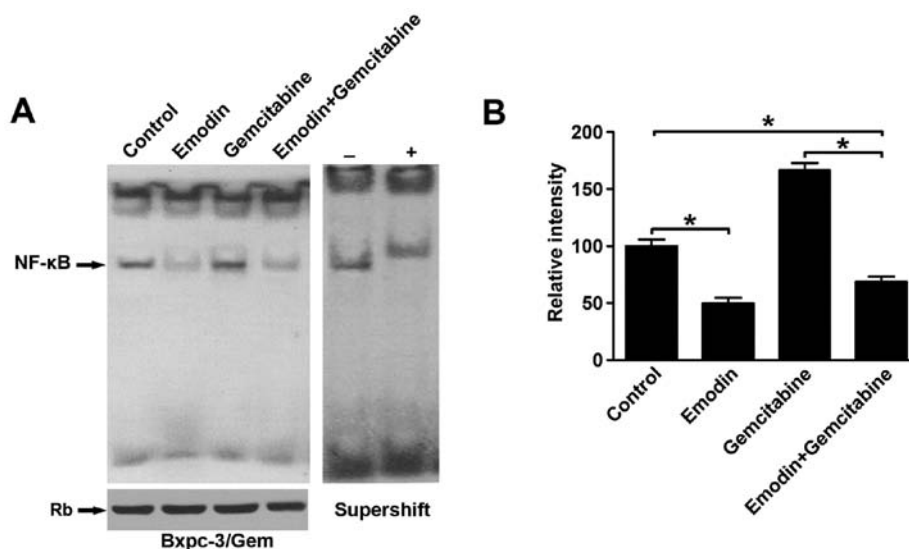 A
Control
Emodin
Gemcitabine
Emodin+Gemcitabine
– +
NF-κB
Rb
Bxpc-3/Gem
Supershift
B
Relative intensity
200
150
100
50
0
*
*
*
Control
Emodin
Gemcitabine
Emodin+Gemcitabine